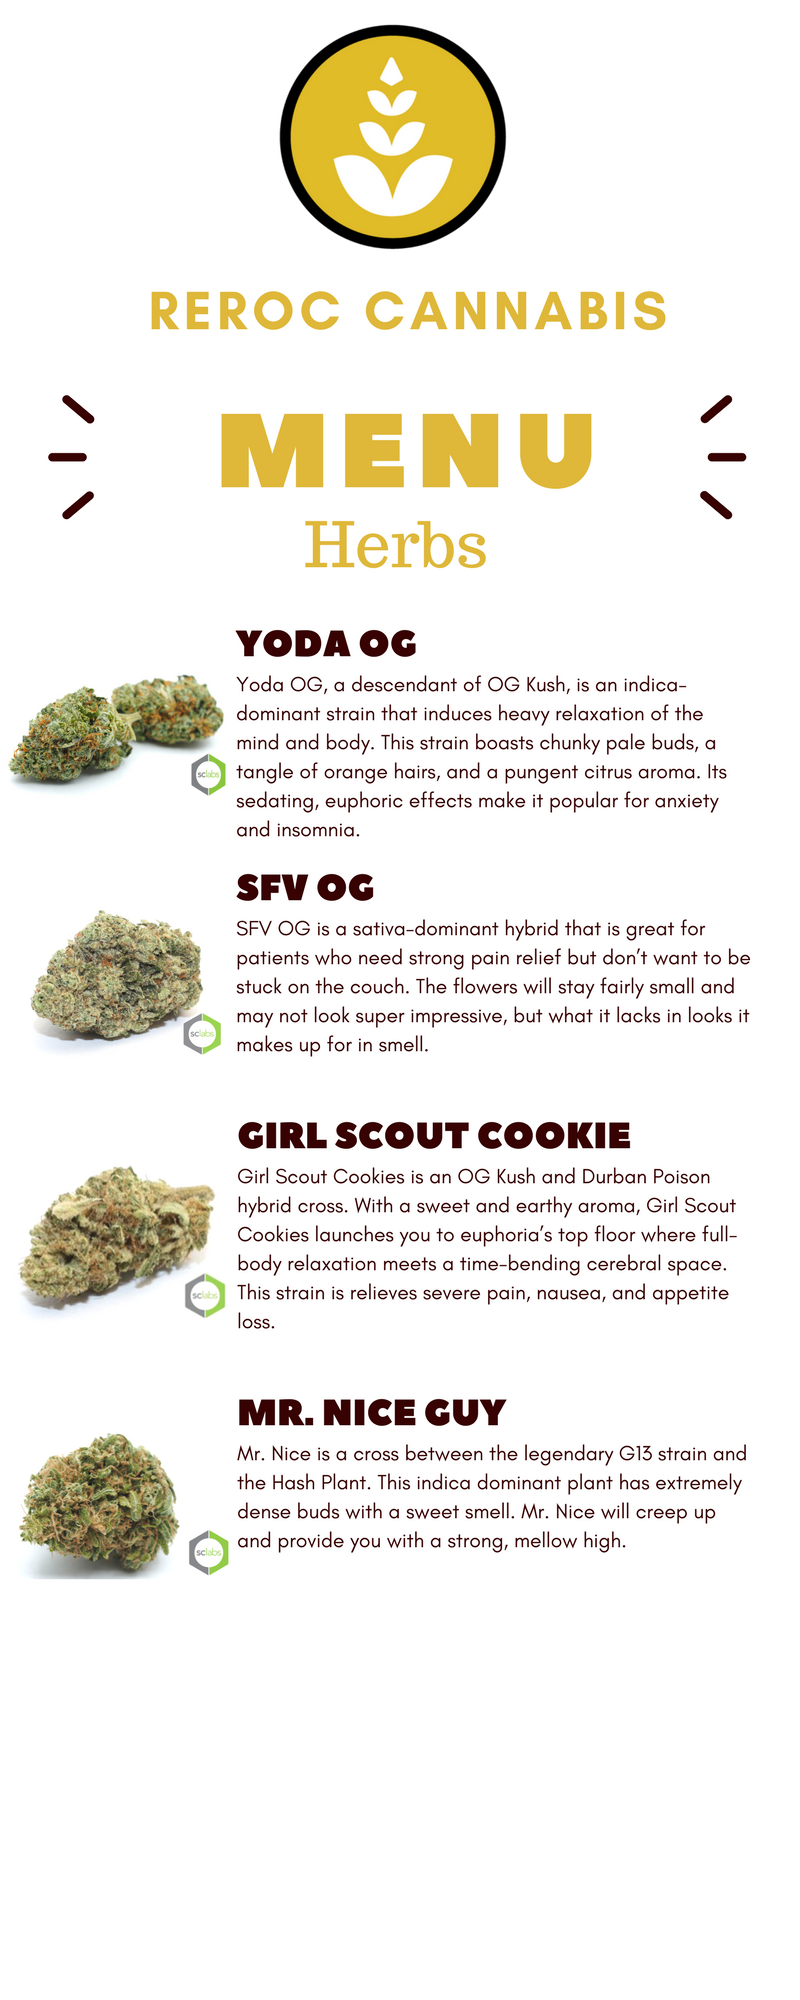 REROC CANNABIS
MENU
Herbs
YODA OG
Yoda OG, a descendant of OG Kush, is an indica-
dominant strain that induces heavy relaxation of the
mind and body. This strain boasts chunky pale buds, a
tangle of orange hairs, and a pungent citrus aroma. Its
sedating, euphoric effects make it popular for anxiety
and insomnia.
sclabs
SFV OG
SFV OG is a sativa-dominant hybrid that is great for
patients who need strong pain relief but don't want to be
stuck on the couch. The flowers will stay fairly small and
may not look super impressive, but what it lacks in looks it
makes up for in smell.
sclabs
GIRL SCOUT COOKIE
Girl Scout Cookies is an OG Kush and Durban Poison
hybrid cross. With a sweet and earthy aroma, Girl Scout
Cookies launches you to euphoria's top floor where full-
body relaxation meets a time-bending cerebral space.
This strain is relieves severe pain, nausea, and appetite
loss.
sclabs
MR. NICE GUY
Mr. Nice is a cross between the legendary G13 strain and
the Hash Plant. This indica dominant plant has extremely
dense buds with a sweet smell. Mr. Nice will creep up
and provide you with a strong, mellow high.
sclabs